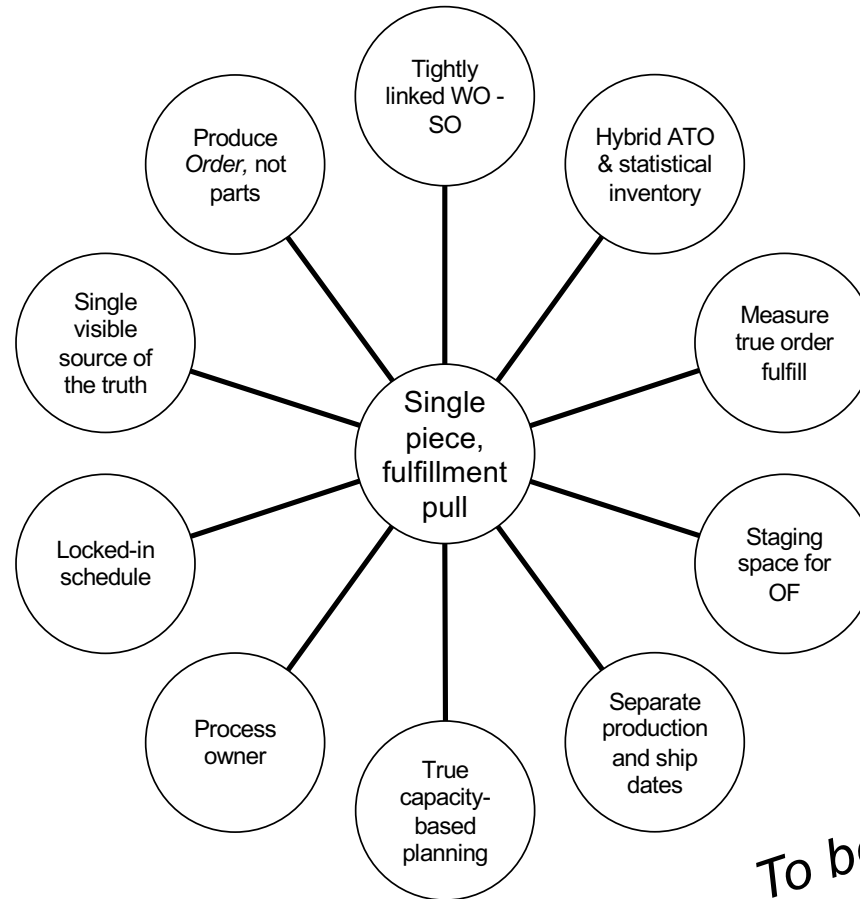 Tightly
linked WO -
SO
Produce
Order, not
parts
Hybrid ATO
& statistical
inventory
Single
visible
source of
the truth
Measure
true order
fulfill
Single
piece,
fulfillment
pull
Locked-in
schedule
Staging
space for
OF
Process
owner
Separate
production
and ship
dates
True
capacity-
based
planning
To be